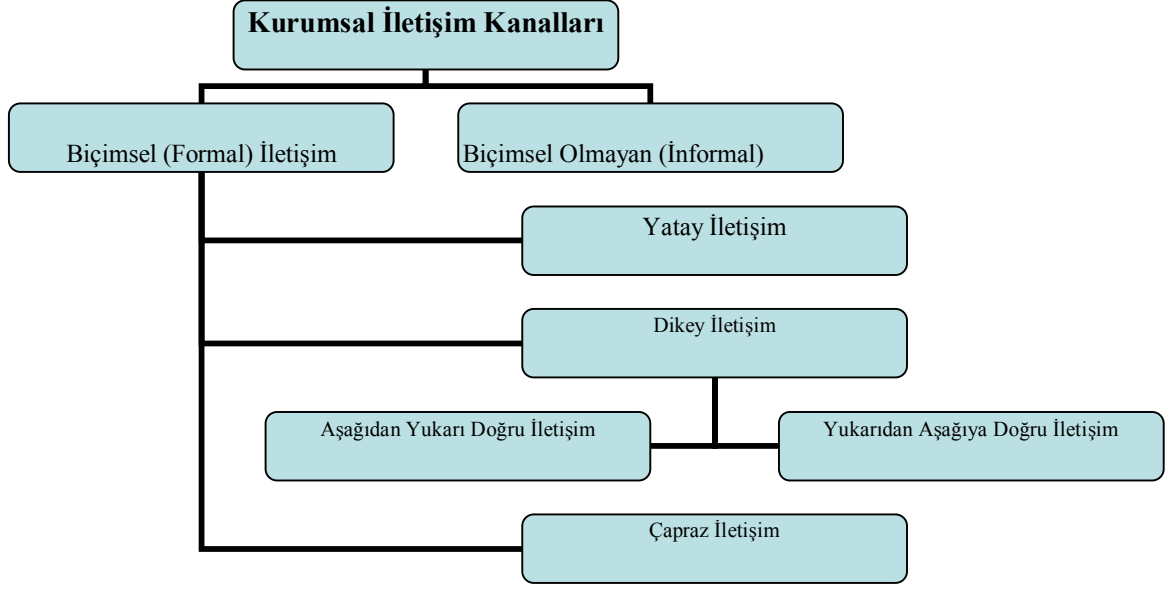 Kurumsal İletişim Kanalları
Biçimsel (Formal) İletişim
Biçimsel Olmayan (İnformal)
Yatay İletişim
Dikey İletişim
Aşağıdan Yukarı Doğru İletişim
Yukarıdan Aşağıya Doğru İletişim
Çapraz İletişim